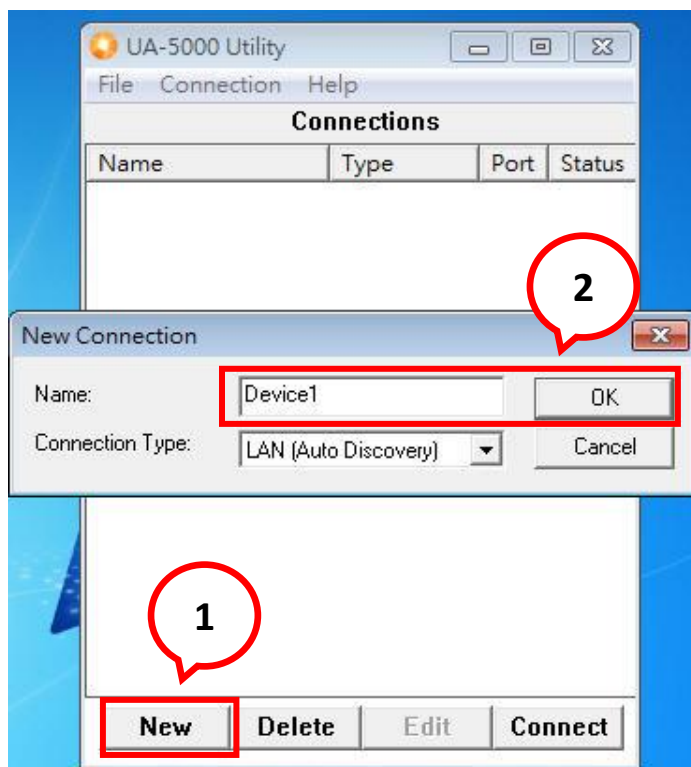 UA-5000 Utility
File Connection Help
Connections
Name Type Port Status
2
New Connection
Name: Device1 OK
Connection Type: LAN (Auto Discovery) Cancel
1
New Delete Edit Connect